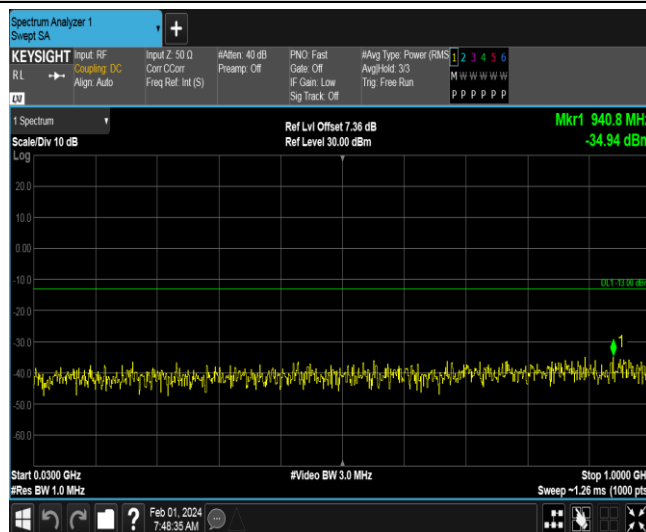 Spectrum Analyzer 1
Swept SA
+
KEYSIGHT Input: RF Input Z: 50 Ω #Atten: 40 dB PNO: Fast #Avg Type: Power (RMS 1 2 3 4 5 6
RL Coupling: DC Corr CCorr Preamp: Off Gate: Off Avg|Hold: 3/3 M W W W W W
Align: Auto Freq Ref: Int (S) IF Gain: Low Trig: Free Run
Sig Track: Off P P P P P P
LXI
1 Spectrum Ref Lvl Offset 7.36 dB Mkr1 940.8 MHz
Scale/Div 10 dB Ref Level 30.00 dBm -34.94 dBm
Log
20.0
10.0
0.00
-10.0
DL1 -13.00 dBm
-20.0
-30.0
1
-40.0
-50.0
-60.0
Start 0.0300 GHz #Video BW 3.0 MHz Stop 1.0000 GH
#Res BW 1.0 MHz Sweep ~1.26 ms (1000 pts
? Feb 01, 2024
7:48:35 AM